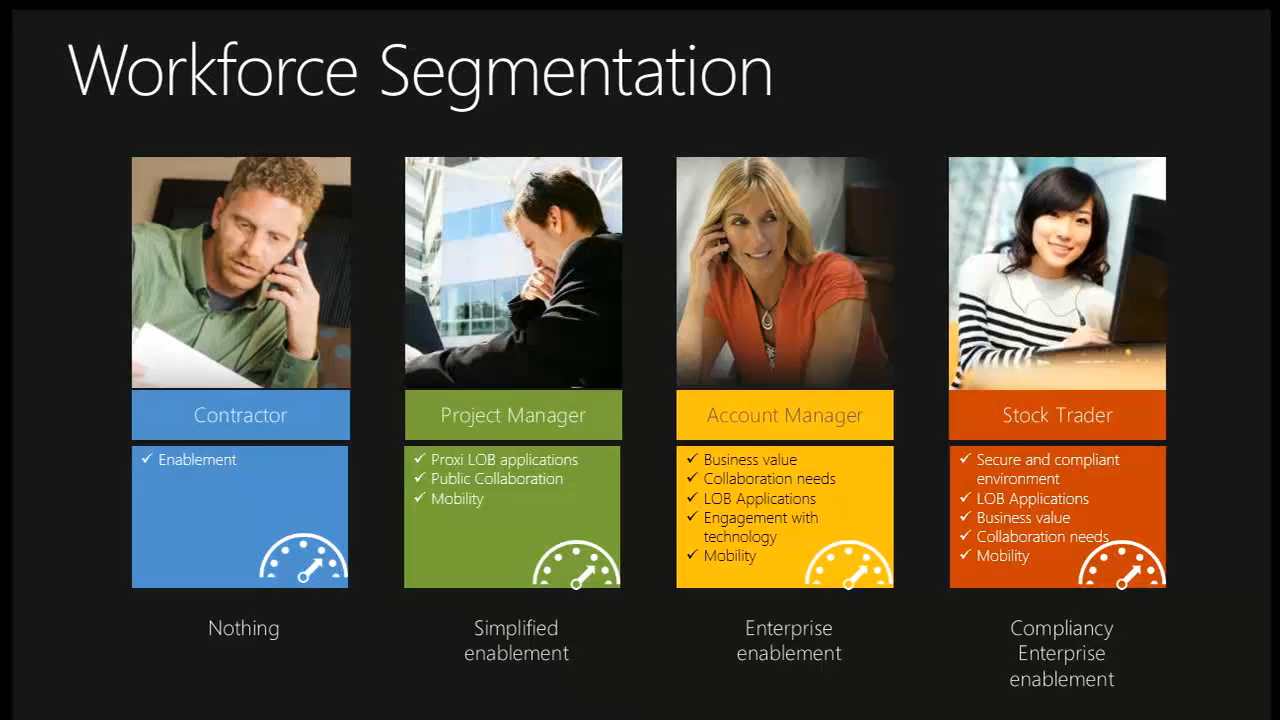 Workforce Segmentation
Contractor
✓ Enablement
Nothing
Project Manager
✓ Proxi LOB applications
✓ Public Collaboration
✓ Mobility
Simplified
enablement
Account Manager
✓ Business value
✓ Collaboration needs
✓ LOB Applications
✓ Engagement with
technology
✓ Mobility
Enterprise
enablement
Stock Trader
✓ Secure and compliant
environment
✓ LOB Applications
✓ Business value
✓ Collaboration needs
✓ Mobility
Compliancy
Enterprise
enablement